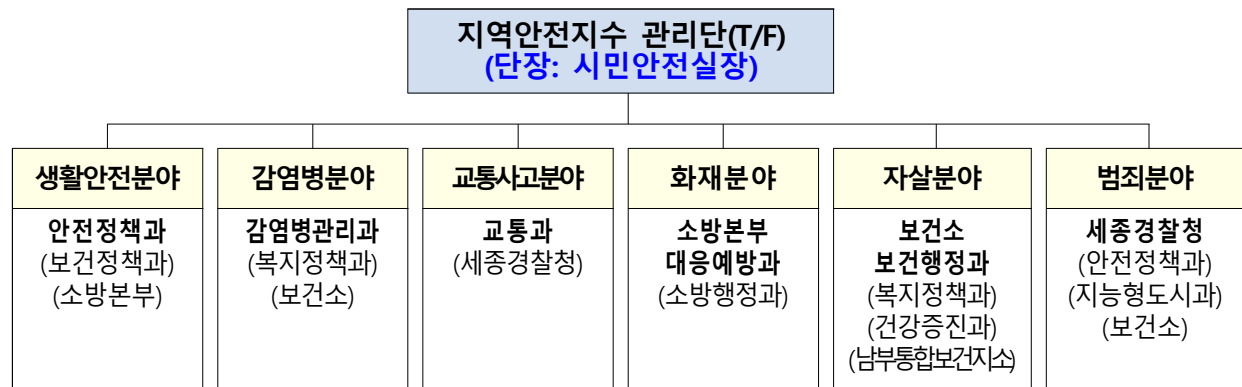 지역안전지수 관리단(T/F)
(단장: 시민안전실장)
생활안전분야
안전정책과
(보건정책과)
(소방본부)
감염병분야
감염병관리과
(복지정책과)
(보건소)
교통사고분야
교통과
(세종경찰청)
화재분야
소방본부
대응예방과
(소방행정과)
자살분야
보건소
보건행정과
(복지정책과)
(건강증진과)
(남부통합보건지소)
범죄분야
세종경찰청
(안전정책과)
(지능형도시과)
(보건소)